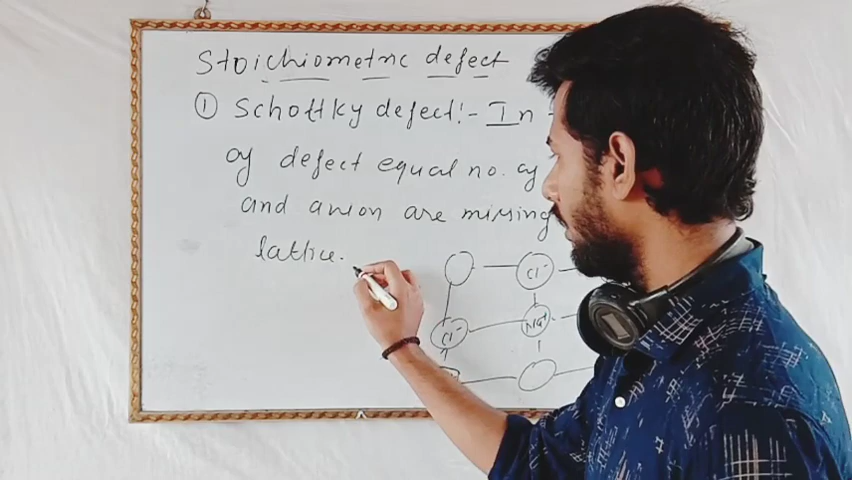 Stoichiometric defect
① Schottky defect:- In
of defect equal no. of
and anion are missing
lattice.
Cl⁻
Cl⁻ Na⁺